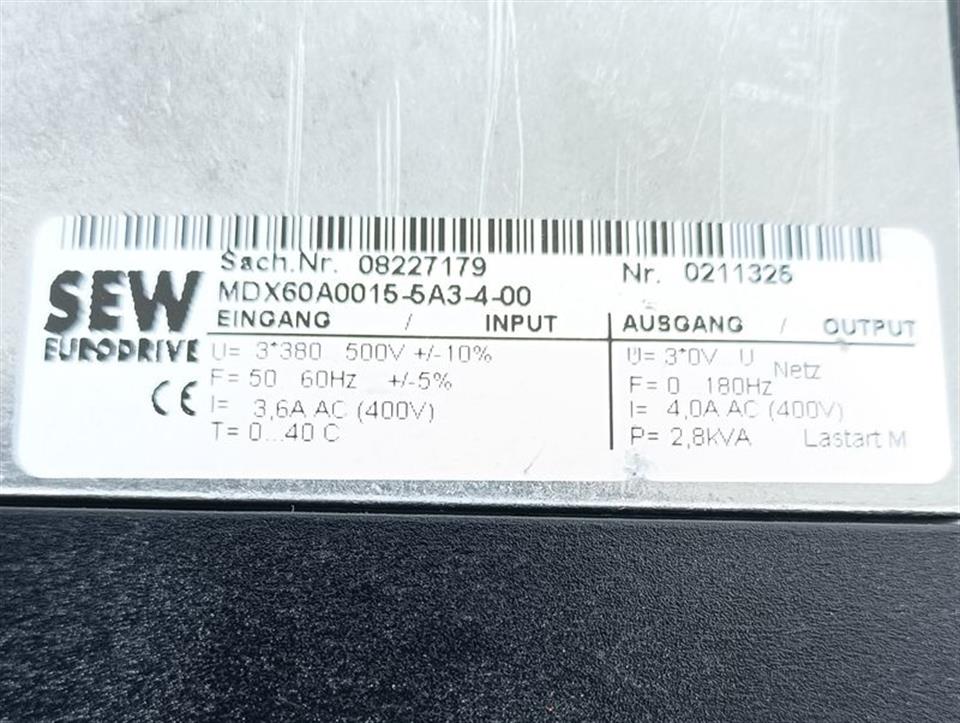 Sach.Nr. 08227179 Nr. 0211325
SEW
EURODRIVE
MDX60A0015-5A3-4-00
EINGANG / INPUT
U= 3*380 500V +/-10%
F= 50 60Hz +/-5%
I= 3,6A AC (400V)
T= 0...40 C
AUSGANG / OUTPUT
U= 3*0V U Netz
F= 0 180Hz
I= 4,0A AC (400V)
P= 2,8kVA Lastart M
CE